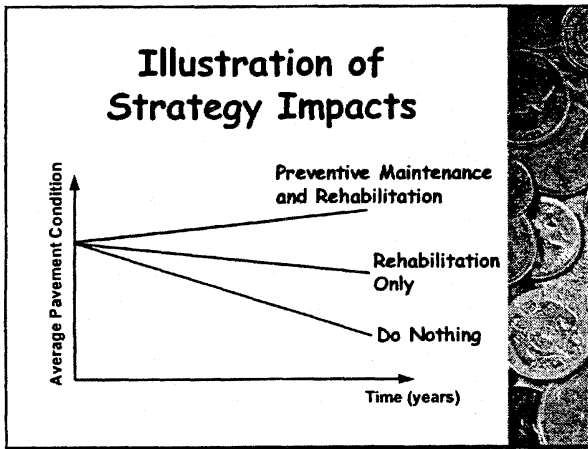 Illustration of
Strategy Impacts
Average Pavement Condition
Preventive Maintenance
and Rehabilitation
Rehabilitation
Only
Do Nothing
Time (years)